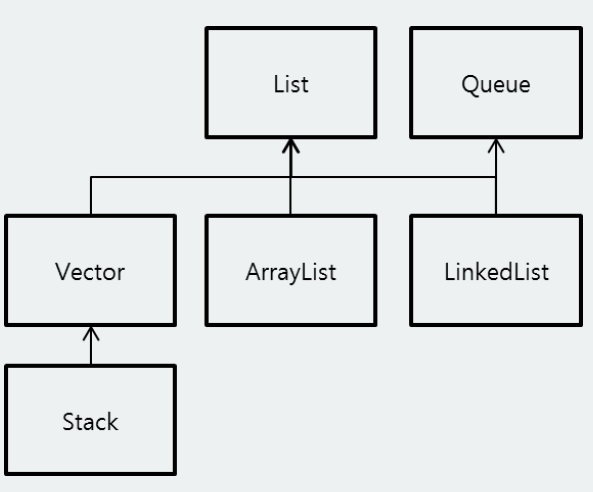 List
Queue
Vector
ArrayList
LinkedList
Stack